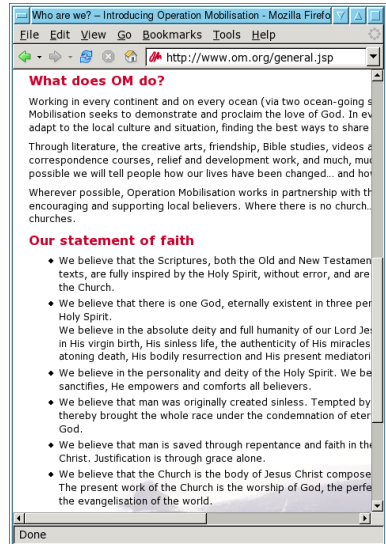 Who are we? – Introducing Operation Mobilisation - Mozilla Firefo
File Edit View Go Bookmarks Tools Help
http://www.om.org/general.jsp
What does OM do?
Working in every continent and on every ocean (via two ocean-going s
Mobilisation seeks to demonstrate and proclaim the love of God. In ev
adapt to the local culture and situation, finding the best ways to share
Through literature, the creative arts, friendship, Bible studies, videos a
correspondence courses, relief and development work, and much, muc
possible we will tell people how our lives have been changed... and how
Wherever possible, Operation Mobilisation works in partnership with th
encouraging and supporting local believers. Where there is no church..
churches.
Our statement of faith
◆ We believe that the Scriptures, both the Old and New Testamen
texts, are fully inspired by the Holy Spirit, without error, and are
the Church.
◆ We believe that there is one God, eternally existent in three per
Holy Spirit.
We believe in the absolute deity and full humanity of our Lord Jes
in His virgin birth, His sinless life, the authenticity of His miracles
atoning death, His bodily resurrection and His present mediatori
◆ We believe in the personality and deity of the Holy Spirit. We be
sanctifies, He empowers and comforts all believers.
◆ We believe that man was originally created sinless. Tempted by
thereby brought the whole race under the condemnation of eter
God.
◆ We believe that man is saved through repentance and faith in the
Christ. Justification is through grace alone.
◆ We believe that the Church is the body of Jesus Christ compose
The present work of the Church is the worship of God, the perfe
the evangelisation of the world.
Done